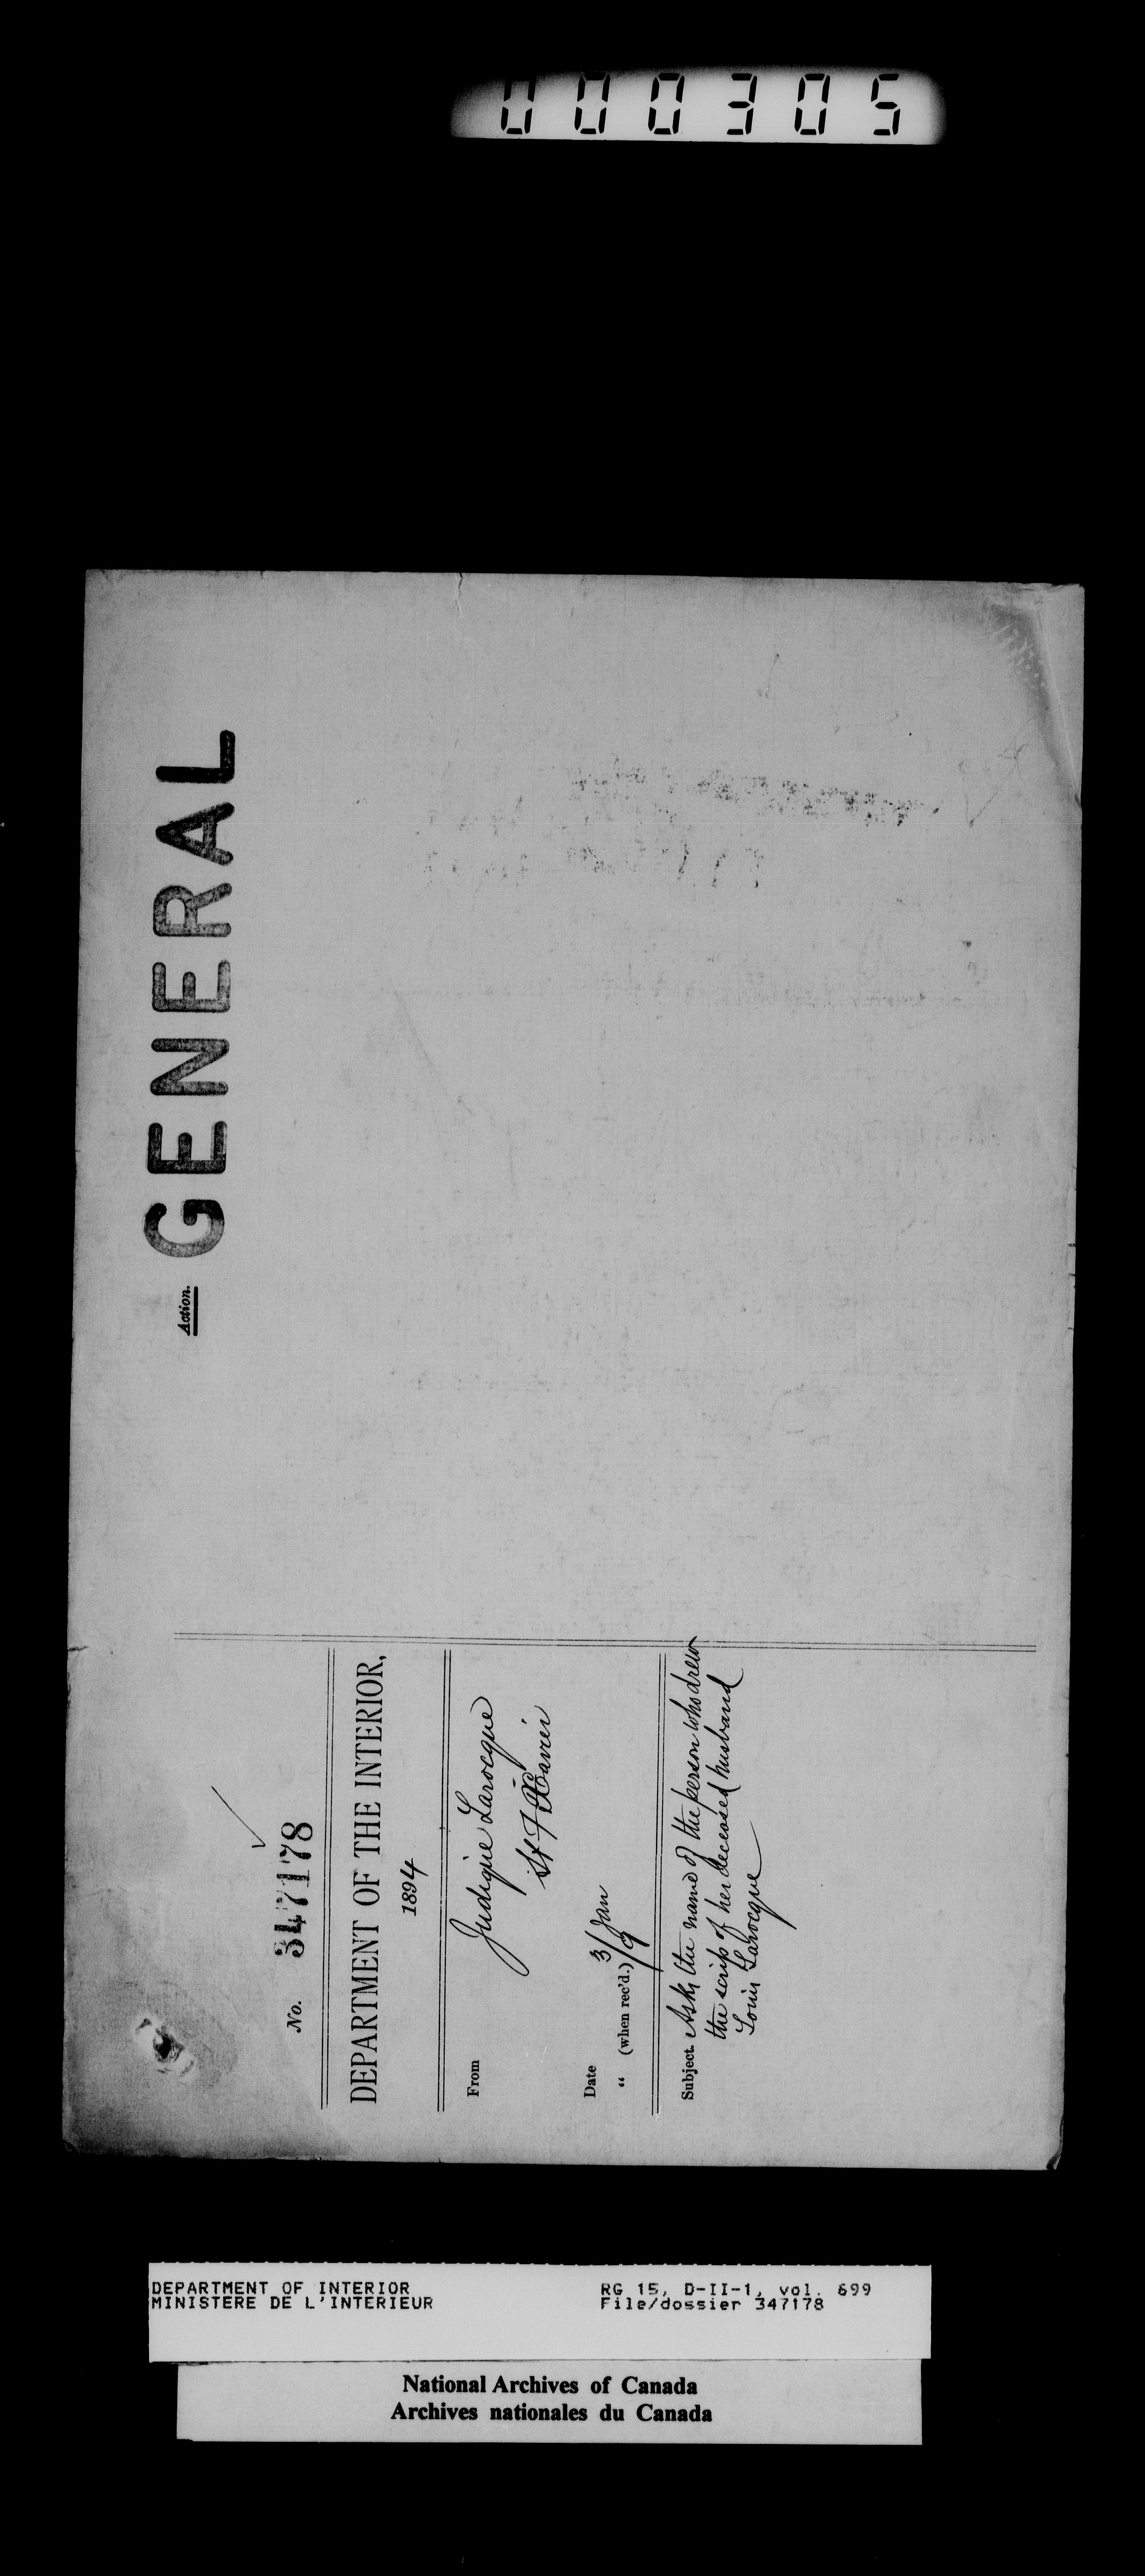 000305
Action.
GENERAL
No. 347178
DEPARTMENT OF THE INTERIOR,
1894
From Judique Larocque
St F Xavier
Date 3/Jan
" (when rec'd.) /9
Subject. Asks the name of the person who drew
the scrip of her deceased husband
Louis Larocque
DEPARTMENT OF INTERIOR
MINISTERE DE L'INTERIEUR
RG 15, D-II-1, vol. 699
File/dossier 347178
National Archives of Canada
Archives nationales du Canada